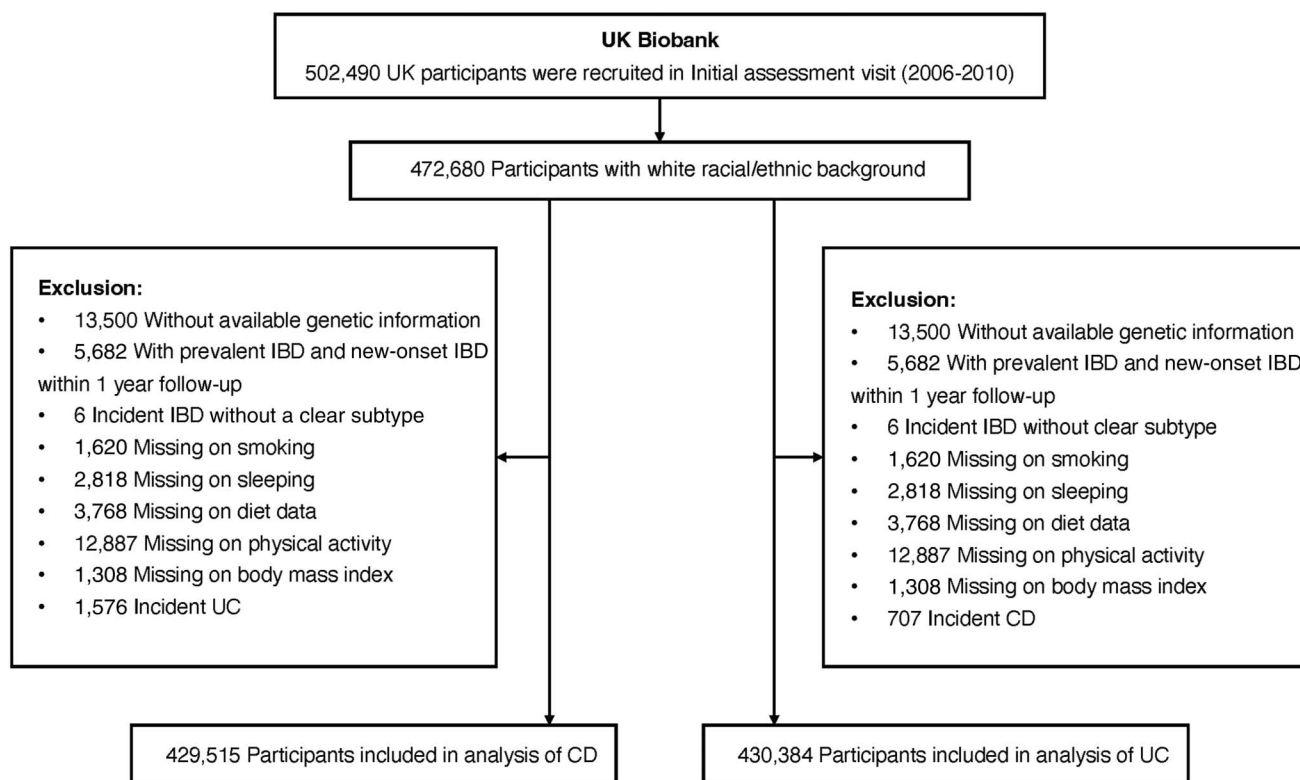 UK Biobank
502,490 UK participants were recruited in Initial assessment visit (2006-2010)
472,680 Participants with white racial/ethnic background
Exclusion:
• 13,500 Without available genetic information
• 5,682 With prevalent IBD and new-onset IBD
within 1 year follow-up
• 6 Incident IBD without a clear subtype
• 1,620 Missing on smoking
• 2,818 Missing on sleeping
• 3,768 Missing on diet data
• 12,887 Missing on physical activity
• 1,308 Missing on body mass index
• 1,576 Incident UC
Exclusion:
• 13,500 Without available genetic information
• 5,682 With prevalent IBD and new-onset IBD
within 1 year follow-up
• 6 Incident IBD without clear subtype
• 1,620 Missing on smoking
• 2,818 Missing on sleeping
• 3,768 Missing on diet data
• 12,887 Missing on physical activity
• 1,308 Missing on body mass index
• 707 Incident CD
429,515 Participants included in analysis of CD
430,384 Participants included in analysis of UC